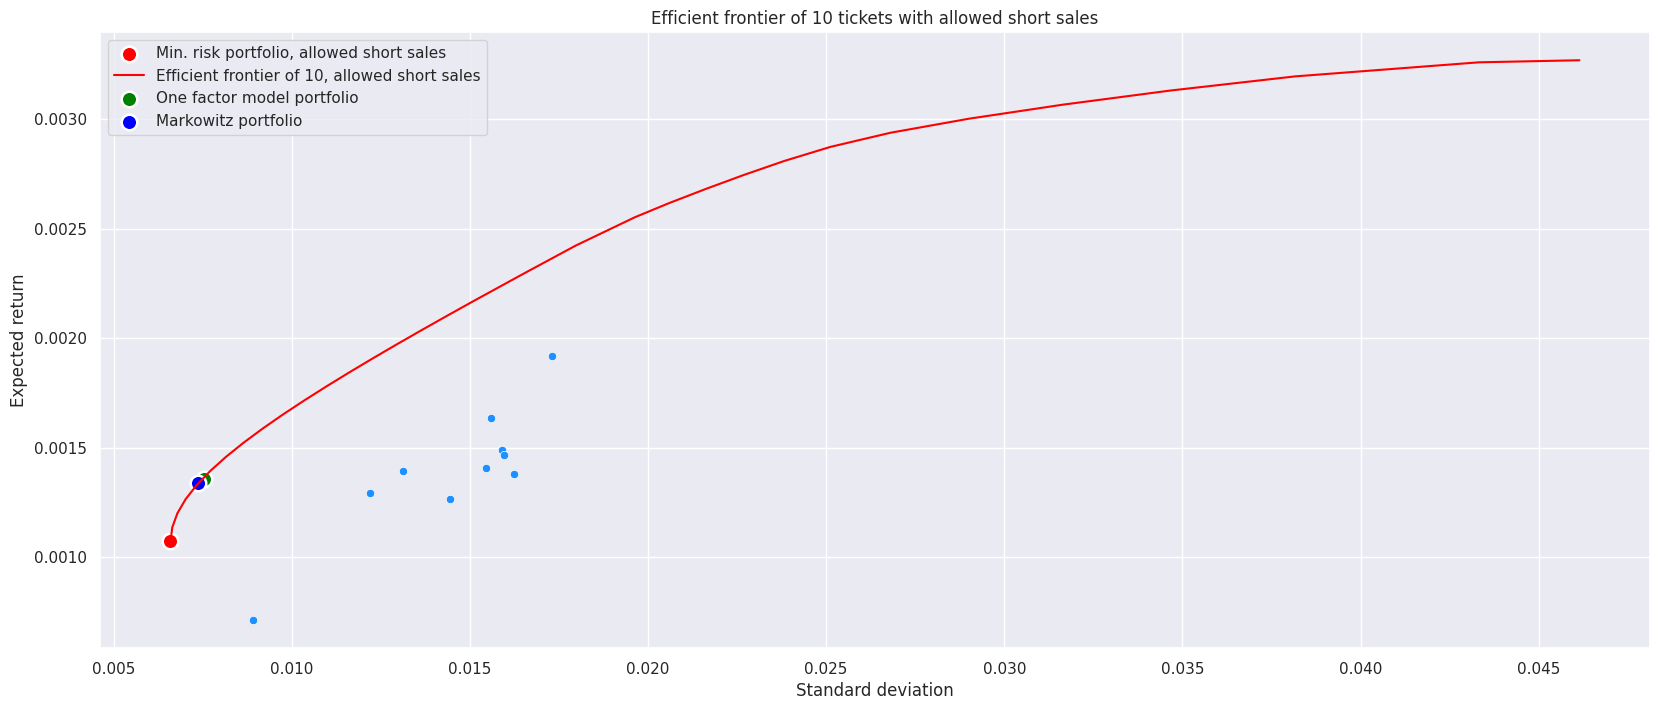 Efficient frontier of 10 tickets with allowed short sales
Min. risk portfolio, allowed short sales
Efficient frontier of 10, allowed short sales
One factor model portfolio
Markowitz portfolio
Expected return
0.0030
0.0025
0.0020
0.0015
0.0010
0.005 0.010 0.015 0.020 0.025 0.030 0.035 0.040 0.045
Standard deviation